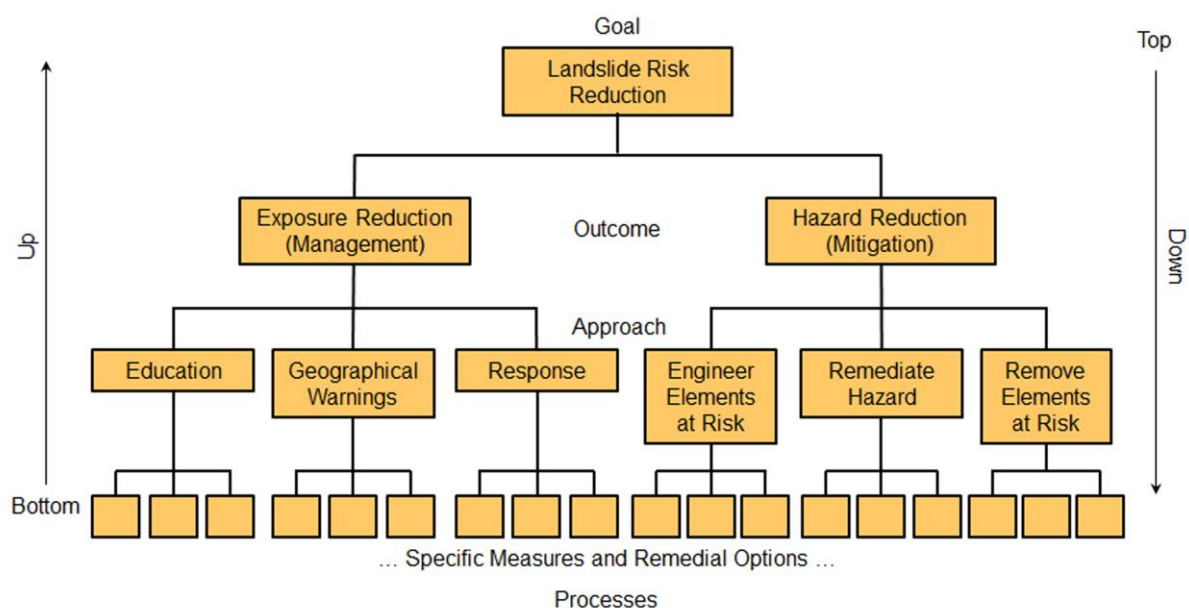 Goal
Top
Landslide Risk
Reduction
Up
Exposure Reduction
(Management)
Outcome
Hazard Reduction
(Mitigation)
Down
Approach
Education
Geographical
Warnings
Response
Engineer
Elements
at Risk
Remediate
Hazard
Remove
Elements
at Risk
Bottom
... Specific Measures and Remedial Options ...
Processes